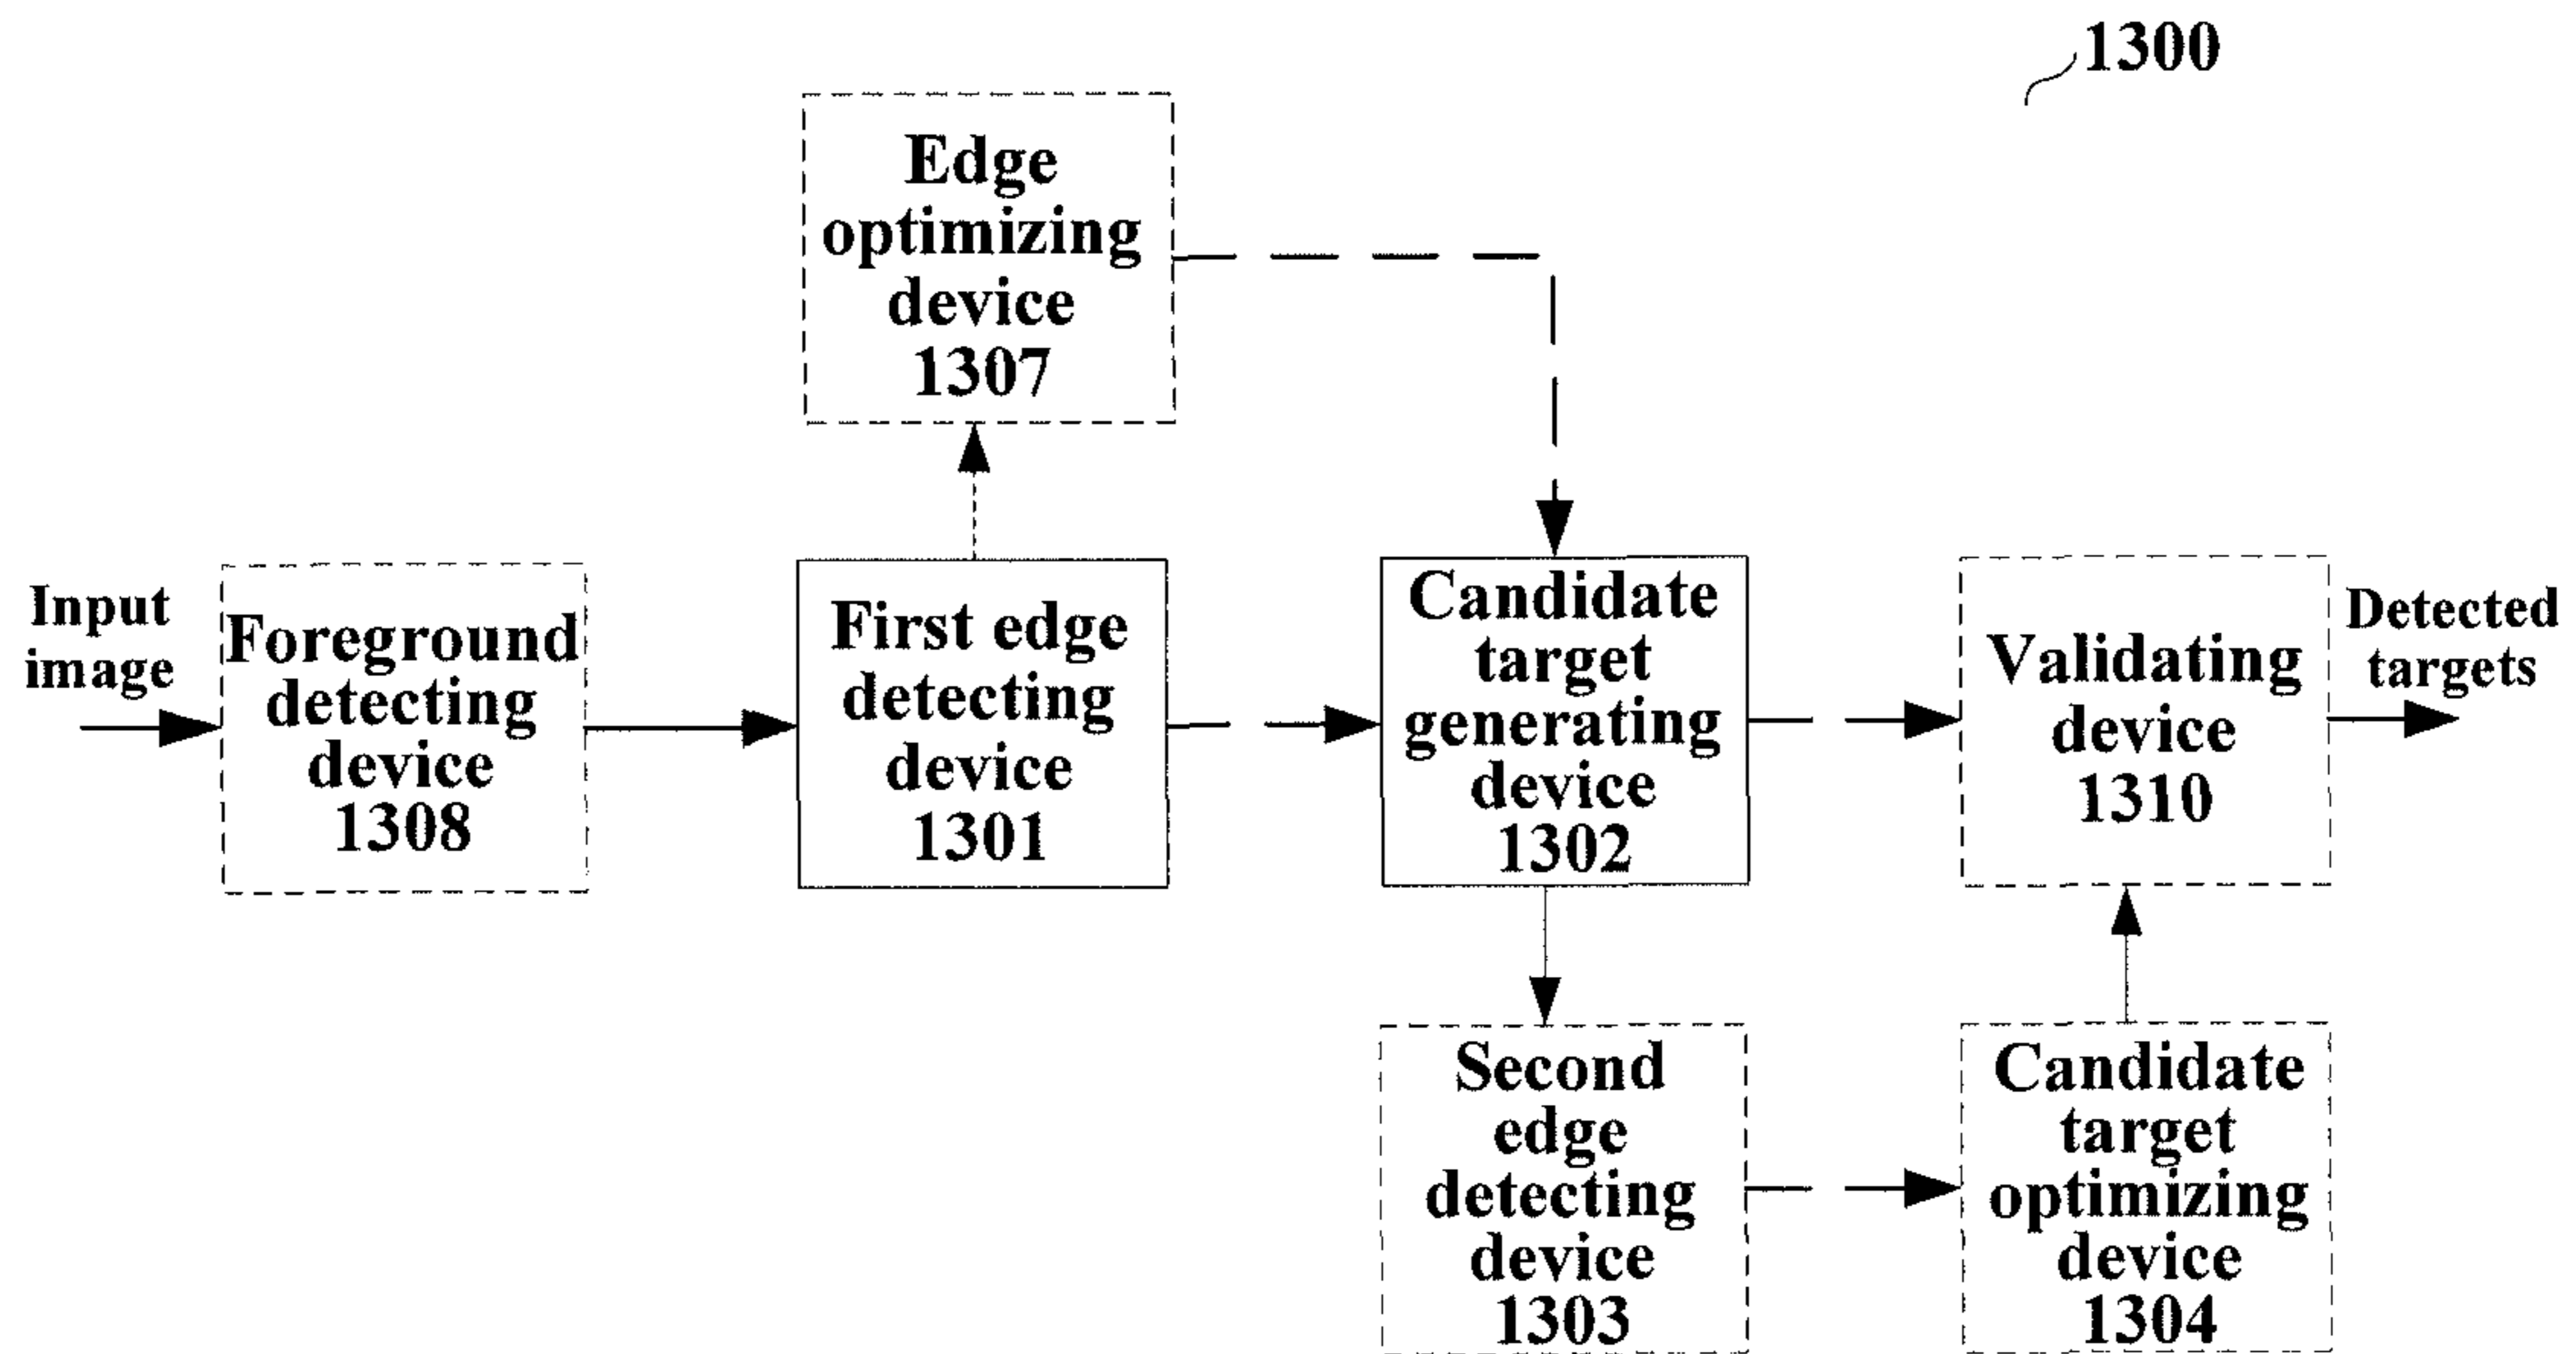 1300
Edge
optimizing
device
1307
Input
image
Foreground
detecting
device
1308
First edge
detecting
device
1301
Candidate
target
generating
device
1302
Validating
device
1310
Detected
targets
Second
edge
detecting
device
1303
Candidate
target
optimizing
device
1304